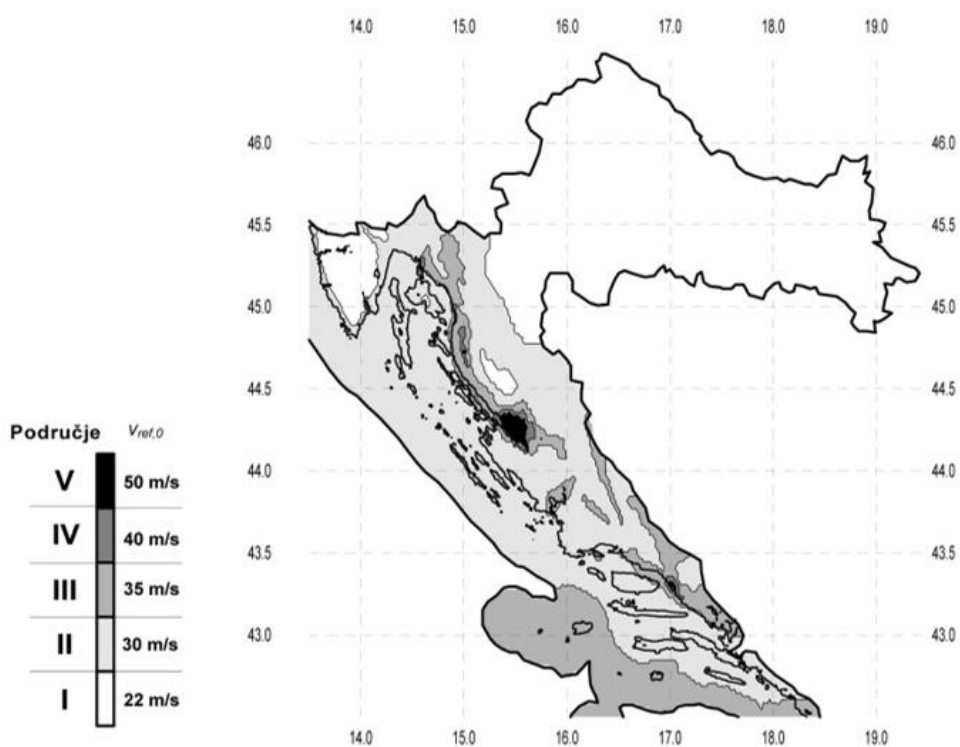 14.0 15.0 16.0 17.0 18.0 19.0
46.0 46.0
45.5 45.5
45.0 45.0
44.5 44.5
44.0 44.0
43.5 43.5
43.0 43.0
14.0 15.0 16.0 17.0 18.0 19.0
Područje Vref,0
V 50 m/s
IV 40 m/s
III 35 m/s
II 30 m/s
I 22 m/s